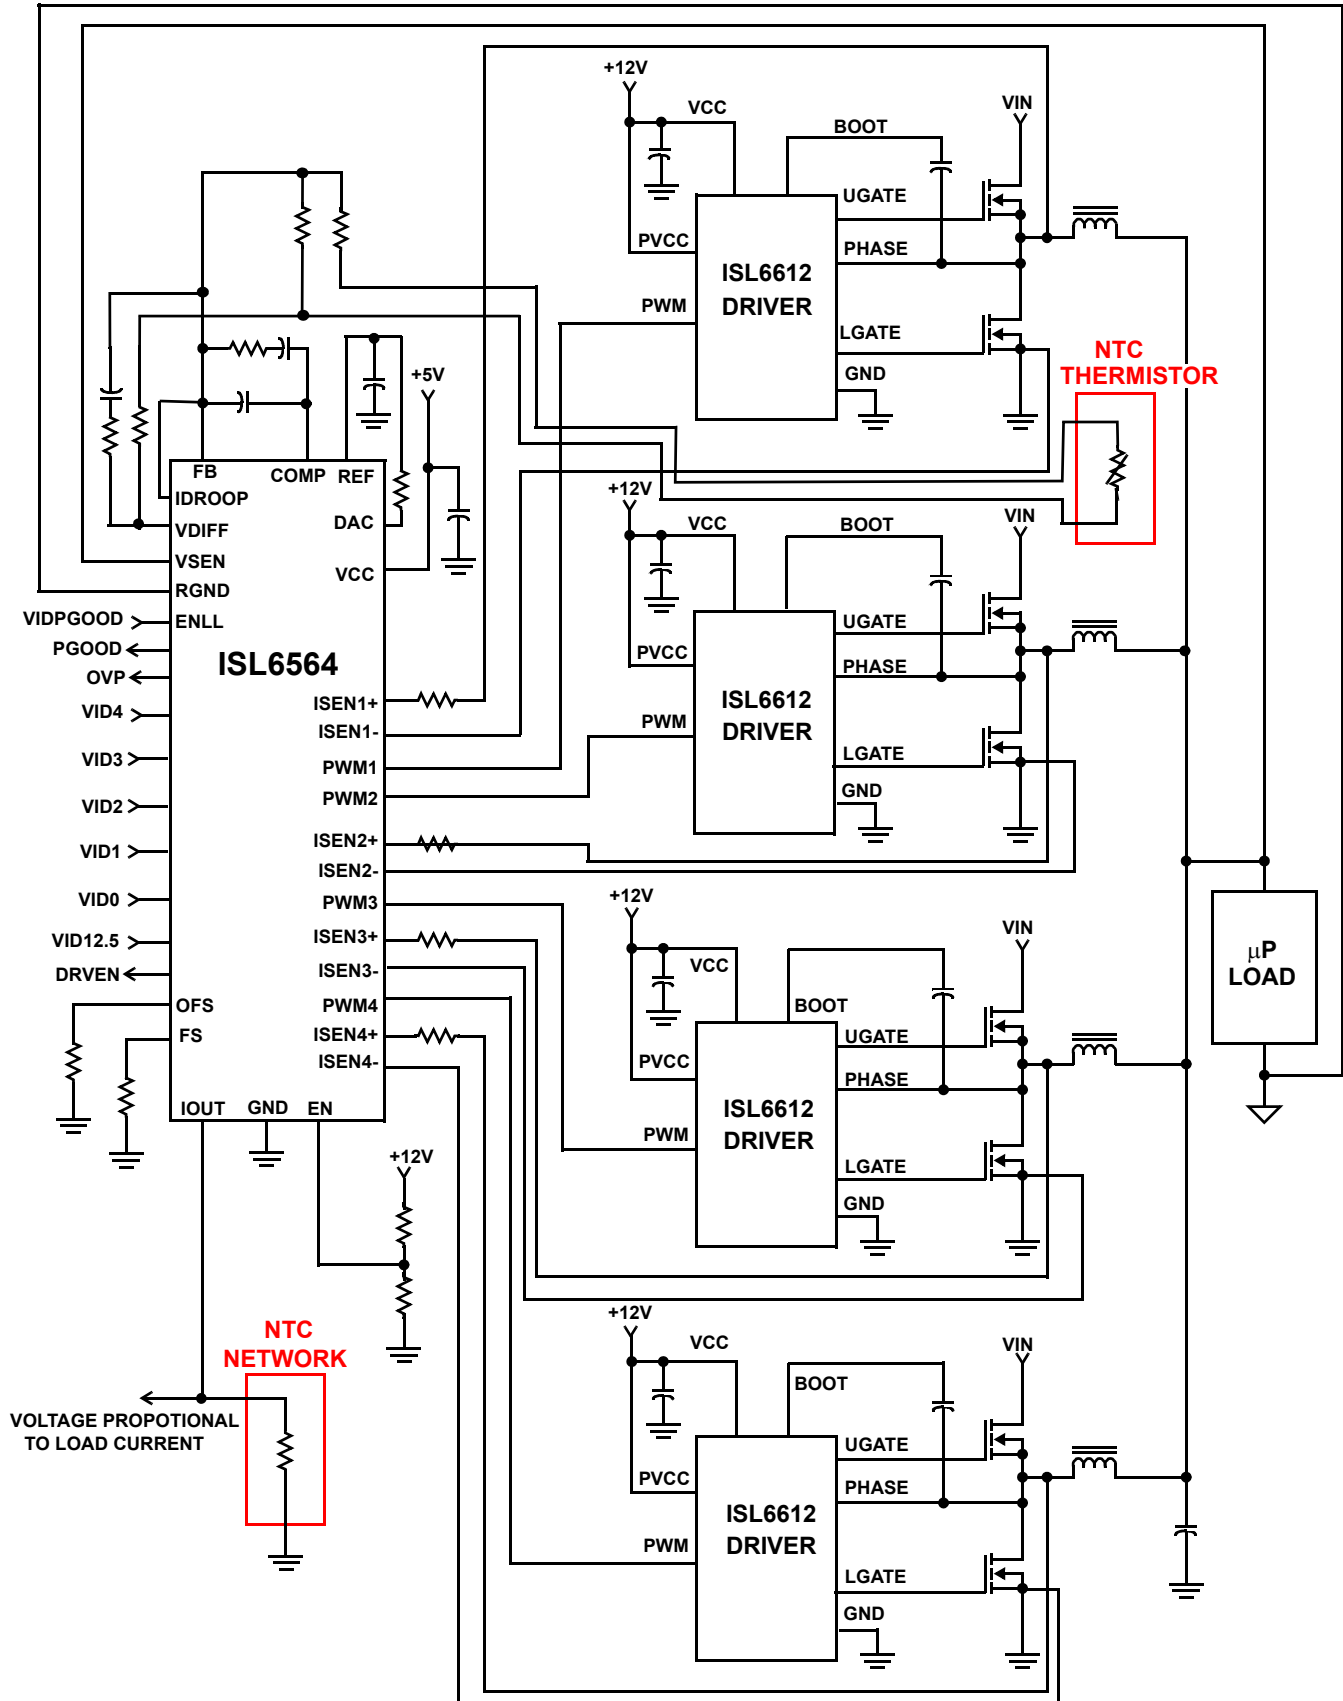 +12V
VCC
BOOT
VIN
UGATE
PVCC
PHASE
ISL6612
DRIVER
PWM
LGATE
GND
NTC
THERMISTOR
+5V
FB
COMP
REF
IDROOP
VDIFF
DAC
VSEN
VCC
RGND
VIDPGOOD
ENLL
PGOOD
OVP
ISL6564
VID4
ISEN1+
ISEN1-
VID3
PWM1
PWM2
VID2
ISEN2+
VID1
ISEN2-
VID0
PWM3
ISEN3+
VID12.5
ISEN3-
DRVEN
PWM4
OFS
ISEN4+
FS
ISEN4-
IOUT
GND
EN
+12V
+12V
VCC
BOOT
VIN
UGATE
PVCC
PHASE
ISL6612
DRIVER
PWM
LGATE
GND
+12V
VCC
BOOT
VIN
UGATE
PVCC
PHASE
ISL6612
DRIVER
PWM
LGATE
GND
µP
LOAD
NTC
NETWORK
VOLTAGE PROPOTIONAL
TO LOAD CURRENT
+12V
VCC
BOOT
VIN
UGATE
PVCC
PHASE
ISL6612
DRIVER
PWM
LGATE
GND